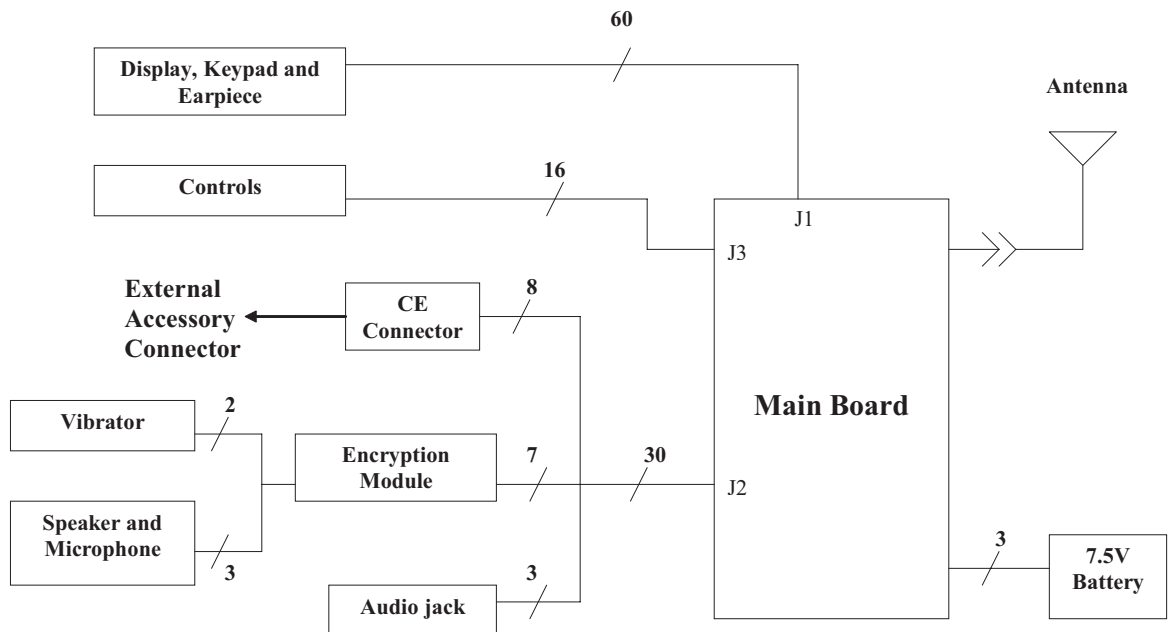 60
Display, Keypad and
Earpiece
Antenna
Controls
16
J1
J3
External
Accessory
Connector
CE
Connector
8
Main Board
Vibrator
2
Encryption
Module
7
30
J2
Speaker and
Microphone
3
3
7.5V
Battery
Audio jack
3